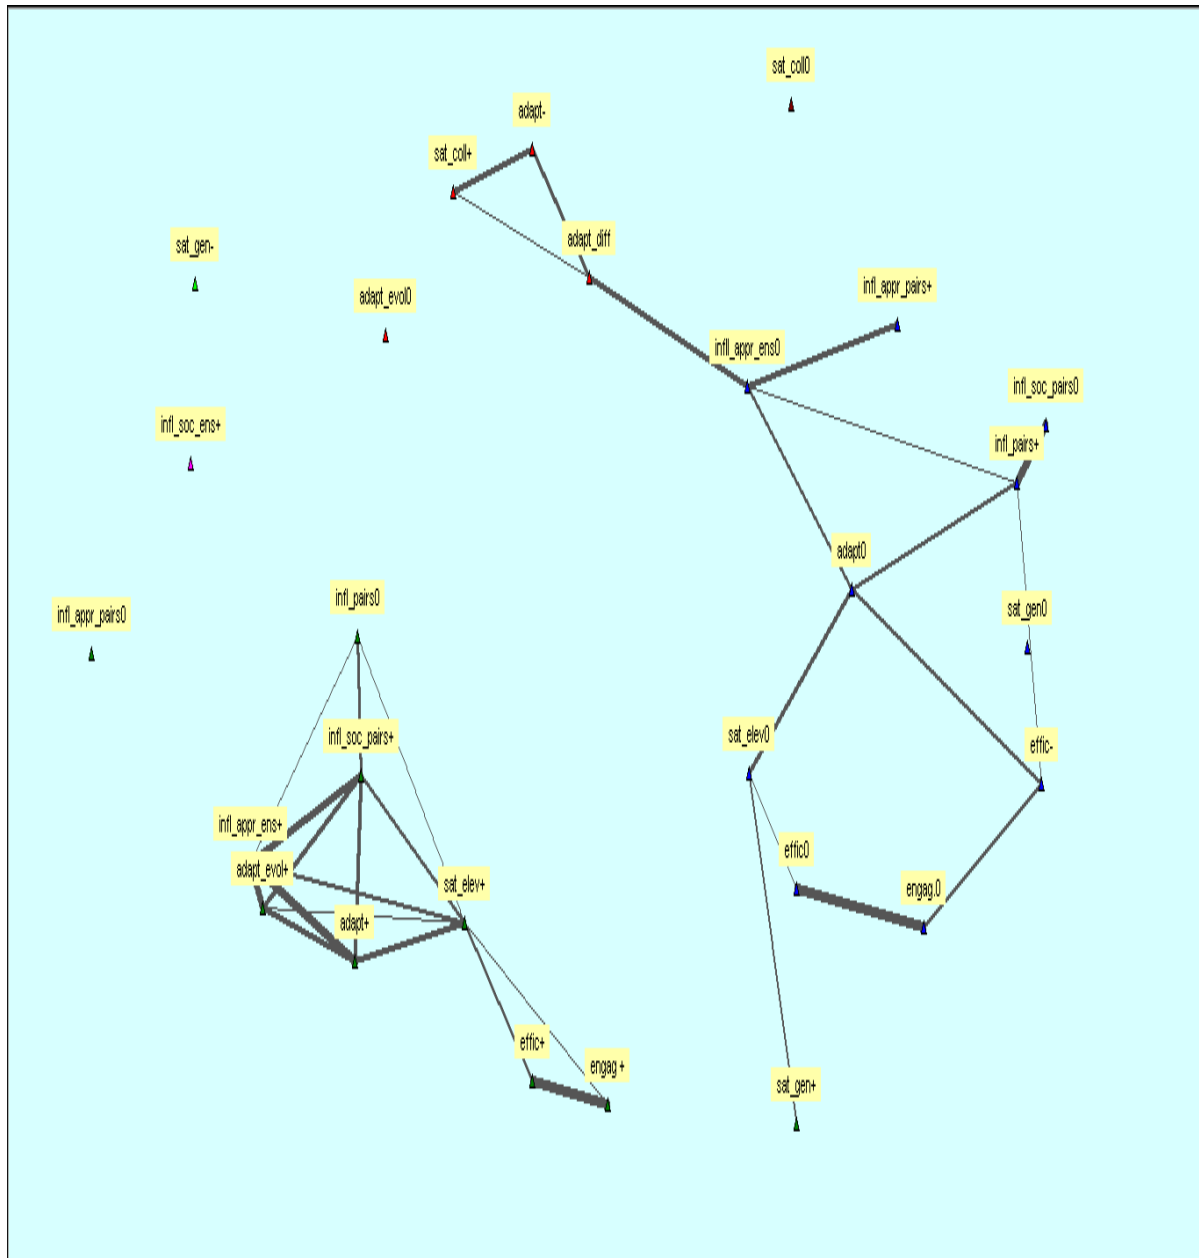 sat_coll0
adapt-
sat_coll+
adapt_diff
sat_gen-
adapt_evol0
infl_appr_pairs+
infll_appr_ens0
infl_soc_pairs0
infl_soc_ens+
infl_pairs+
adapt0
infl_pairs0
infl_appr_pairs0
sat_gen0
infl_soc_pairs+
sat_elev0
effic-
infl_appr_ens+
adapt_evol+
sat_elev+
effic0
engag.0
adapt+
effic+
engag +
sat_gen+